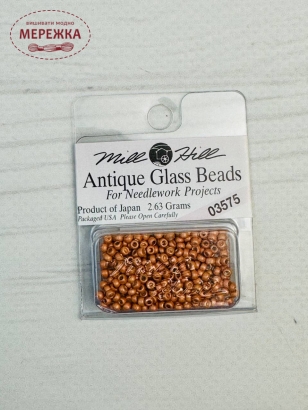 вишивати модно
МЕРЕЖКА
Mill Hill
Antique Glass Beads
For Needlework Projects
Product of Japan 2.63 Grams
Packaged USA Please Open Carefully
03575